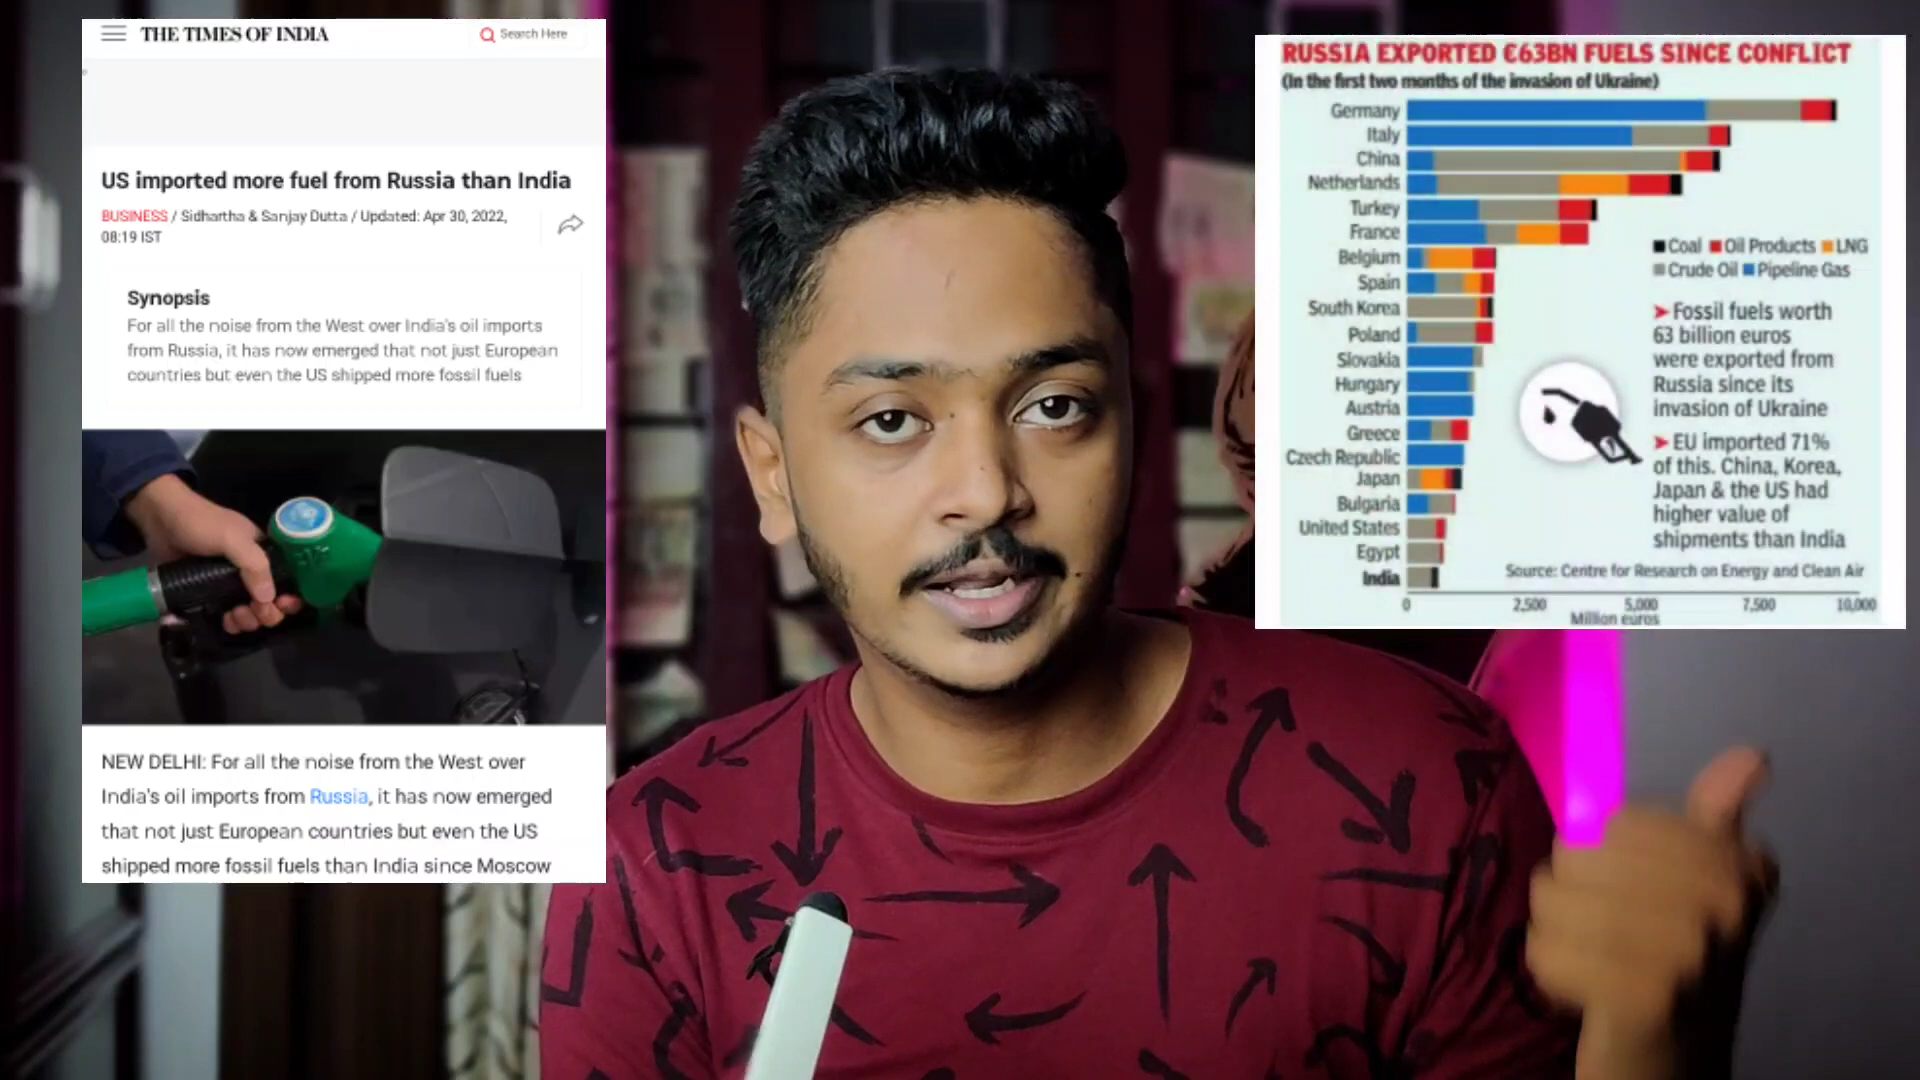 THE TIMES OF INDIA
Search Here
US imported more fuel from Russia than India
BUSINESS / Sidhartha & Sanjay Dutta / Updated: Apr 30, 2022,
08:19 IST
Synopsis
For all the noise from the West over India's oil imports
from Russia, it has now emerged that not just European
countries but even the US shipped more fossil fuels
NEW DELHI: For all the noise from the West over
India's oil imports from Russia, it has now emerged
that not just European countries but even the US
shipped more fossil fuels than India since Moscow
RUSSIA EXPORTED €63BN FUELS SINCE CONFLICT
(In the first two months of the invasion of Ukraine)
Germany
Italy
China
Netherlands
Turkey
France
Belgium
Spain
South Korea
Poland
Slovakia
Hungary
Austria
Greece
Czech Republic
Japan
Bulgaria
United States
Egypt
India
Coal Oil Products LNG
Crude Oil Pipeline Gas
Fossil fuels worth
63 billion euros
were exported from
Russia since its
invasion of Ukraine
EU imported 71%
of this. China, Korea,
Japan & the US had
higher value of
shipments than India
Source: Centre for Research on Energy and Clean Air
0 2,500 5,000 7,500 10,000
Million euros